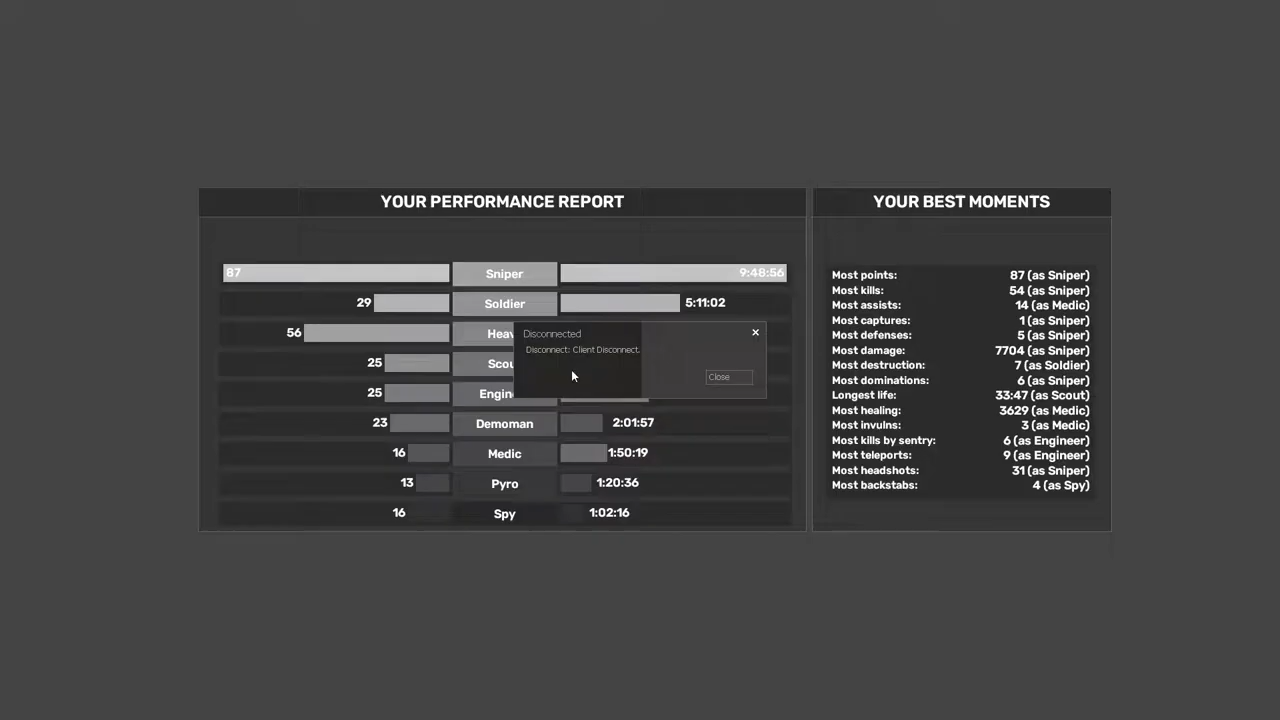 YOUR PERFORMANCE REPORT
87 Sniper 9:48:56
29 Soldier 5:11:02
56 Heav
25 Scou
25 Engin
23 Demoman 2:01:57
16 Medic 1:50:19
13 Pyro 1:20:36
16 Spy 1:02:16
Disconnected
Disconnect: Client Disconnect.
Close
YOUR BEST MOMENTS
Most points: 87 (as Sniper)
Most kills: 54 (as Sniper)
Most assists: 14 (as Medic)
Most captures: 1 (as Sniper)
Most defenses: 5 (as Sniper)
Most damage: 7704 (as Sniper)
Most destruction: 7 (as Soldier)
Most dominations: 6 (as Sniper)
Longest life: 33:47 (as Scout)
Most healing: 3629 (as Medic)
Most invulns: 3 (as Medic)
Most kills by sentry: 6 (as Engineer)
Most teleports: 9 (as Engineer)
Most headshots: 31 (as Sniper)
Most backstabs: 4 (as Spy)